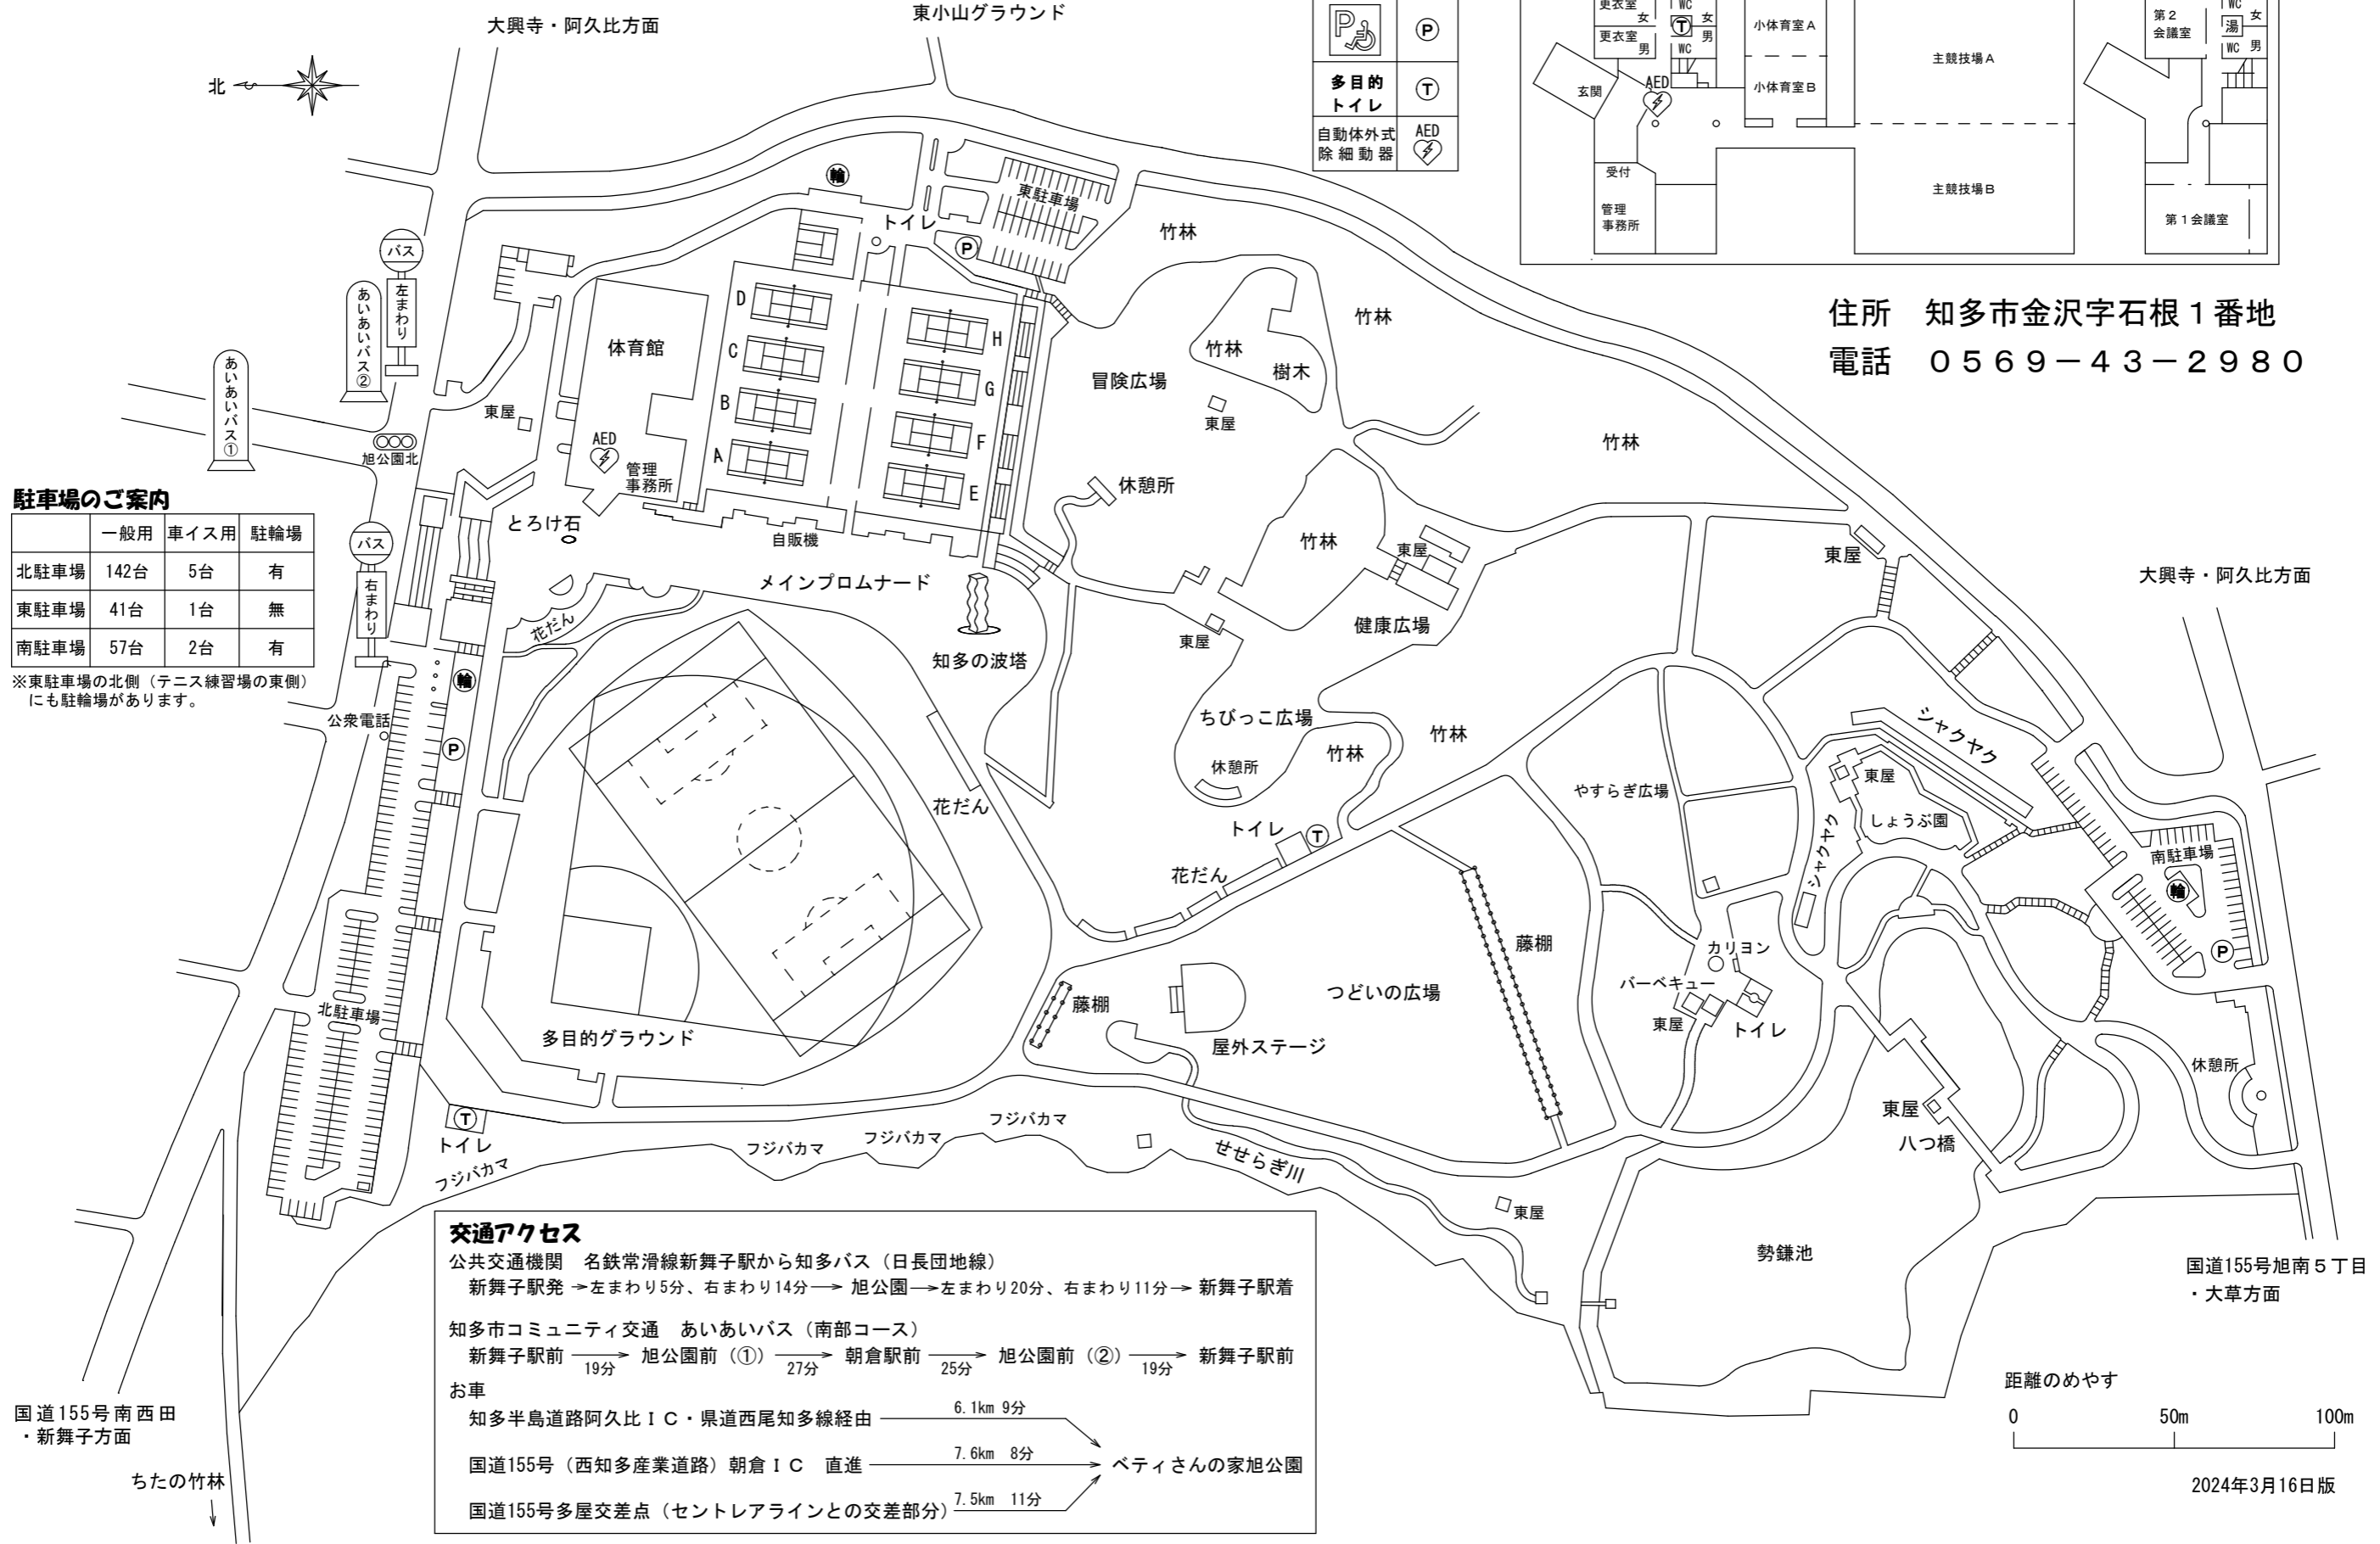 大興寺・阿久比方面
東小山グラウンド
北
P
多目的
トイレ
T
自動体外式
除細動器
AED
更衣室
女
更衣室
男
WC
女
T
男
WC
小体育室A
小体育室B
主競技場A
主競技場B
玄関
AED
受付
管理
事務所
第2
会議室
WC
女
湯
WC
男
第1会議室
住所 知多市金沢字石根1番地
電話 0569-43-2980
バス
左まわり
あいあいバス②
あいあいバス①
旭公園北
バス
右まわり
駐車場のご案内
一般用 車イス用 駐輪場
北駐車場 142台 5台 有
東駐車場 41台 1台 無
南駐車場 57台 2台 有
※東駐車場の北側(テニス練習場の東側)
にも駐輪場があります。
公衆電話
輪
東駐車場
トイレ
P
竹林
体育館
D
C
B
A
H
G
F
E
東屋
AED
管理
事務所
とろけ石
自販機
メインプロムナード
花だん
知多の波塔
冒険広場
竹林
樹木
竹林
東屋
休憩所
竹林
竹林
東屋
健康広場
東屋
東屋
大興寺・阿久比方面
ちびっこ広場
竹林
竹林
休憩所
花だん
トイレ
T
花だん
輪
P
北駐車場
多目的グラウンド
藤棚
屋外ステージ
つどいの広場
藤棚
やすらぎ広場
シャクヤク
東屋
しょうぶ園
シャクヤク
南駐車場
輪
P
カリヨン
バーベキュー
東屋
トイレ
休憩所
東屋
八つ橋
T
トイレ
フジバカマ
フジバカマ
フジバカマ
フジバカマ
せせらぎ川
東屋
勢鎌池
国道155号旭南5丁目
・大草方面
交通アクセス
公共交通機関 名鉄常滑線新舞子駅から知多バス(日長団地線)
新舞子駅発→左まわり5分、右まわり14分→旭公園→左まわり20分、右まわり11分→新舞子駅着
知多市コミュニティ交通 あいあいバス(南部コース)
新舞子駅前→旭公園前(①)→朝倉駅前→旭公園前(②)→新舞子駅前
19分 27分 25分 19分
お車
知多半島道路阿久比IC・県道西尾知多線経由 6.1km 9分
国道155号(西知多産業道路)朝倉IC 直進 7.6km 8分 → ベティさんの家旭公園
国道155号多屋交差点(セントレアラインとの交差部分) 7.5km 11分
国道155号南西田
・新舞子方面
ちたの竹林
距離のめやす
0 50m 100m
2024年3月16日版